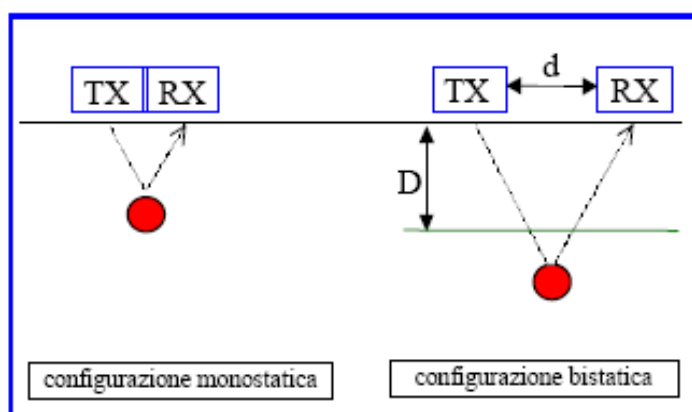 TX RX
TX d RX
D
configurazione monostatica
configurazione bistatica